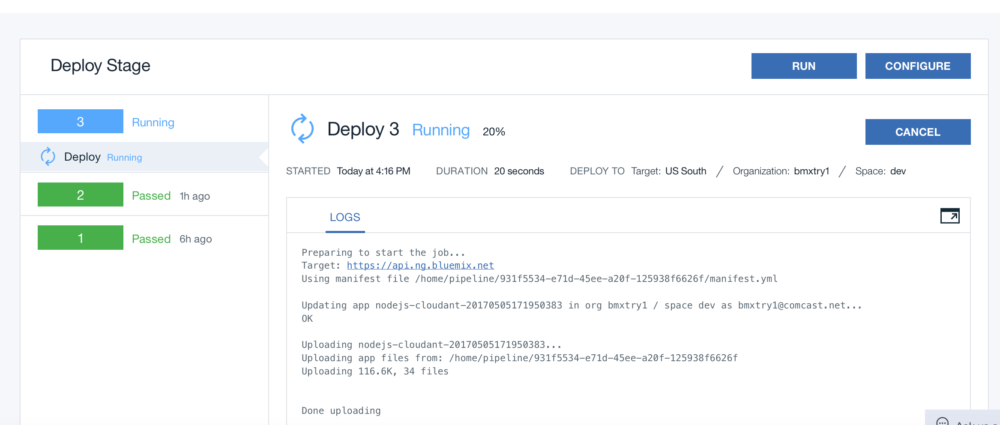 Deploy Stage
RUN
CONFIGURE
3 Running
Deploy Running
2 Passed 1h ago
1 Passed 6h ago
Deploy 3 Running 20%
CANCEL
STARTED Today at 4:16 PM DURATION 20 seconds DEPLOY TO Target: US South / Organization: bmxtry1 / Space: dev
LOGS
Preparing to start the job...
Target: https://api.ng.bluemix.net
Using manifest file /home/pipeline/931f5534-e71d-45ee-a20f-125938f6626f/manifest.yml
Updating app nodejs-cloudant-20170505171950383 in org bmxtry1 / space dev as bmxtry1@comcast.net...
OK
Uploading nodejs-cloudant-20170505171950383...
Uploading app files from: /home/pipeline/931f5534-e71d-45ee-a20f-125938f6626f
Uploading 116.6K, 34 files
Done uploading